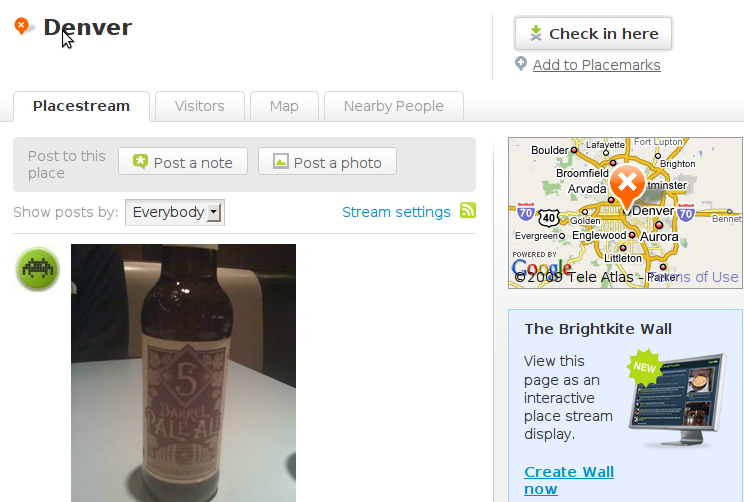 Denver
Check in here
Add to Placemarks
Placestream
Visitors
Map
Nearby People
Post to this
place
Post a note
Post a photo
Show posts by:
Everybody
Stream settings
5
BARREL
PALE ALE
Boulder
Lafayette
Fort Lupton
Broomfield
Brighton
Arvada
tminster
70
40
Golden
Denver
70
Bennet
Evergreen
Englewood
Aurora
Littleton
POWERED BY
Google
Parker
©2009 Tele Atlas - Terms of Use
The Brightkite Wall
View this
page as an
interactive
place stream
display.
NEW
Create Wall
now